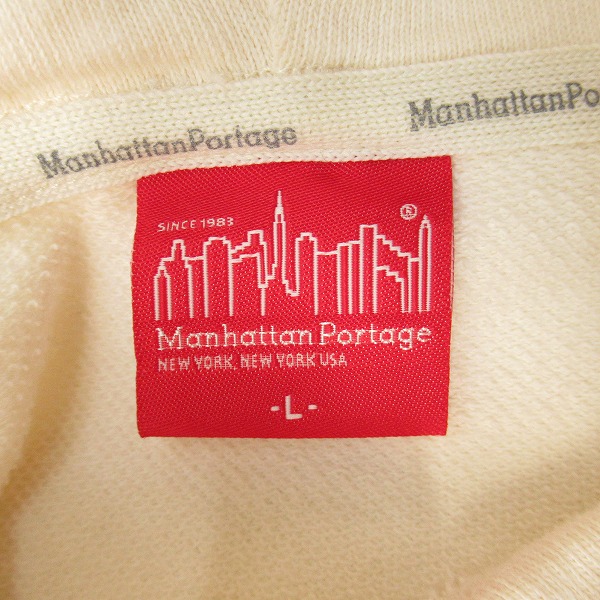 ManhattanPortage
ManhattanPo
SINCE 1983
®
Manhattan Portage
NEW YORK, NEW YORK USA
-L-